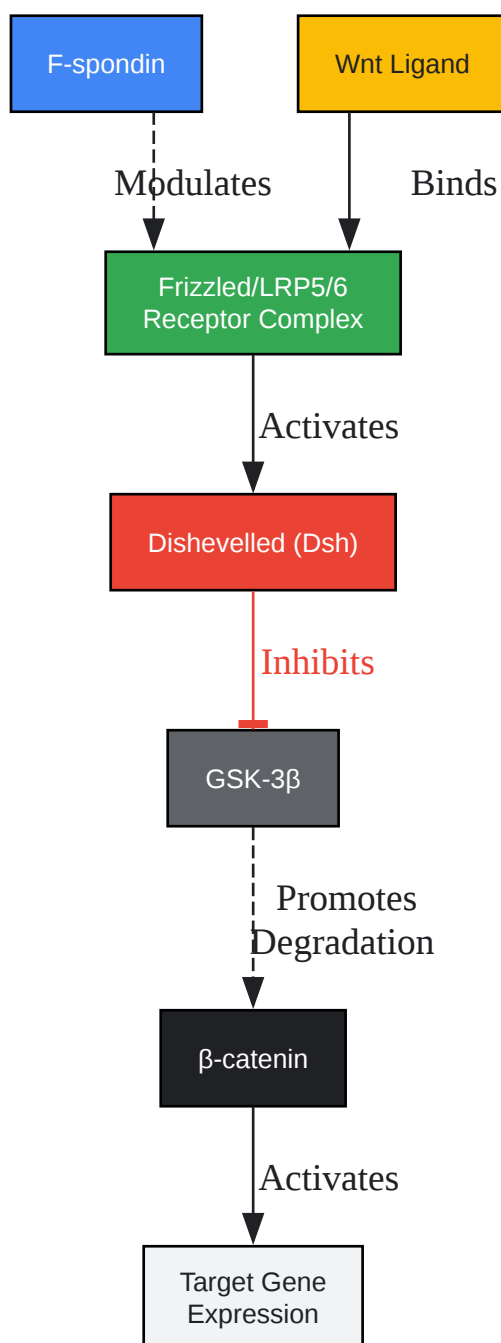 F-spondin
Wnt Ligand
Modulates
Binds
Frizzled/LRP5/6
Receptor Complex
Activates
Dishevelled (Dsh)
Inhibits
GSK-3β
Promotes
Degradation
β-catenin
Activates
Target Gene
Expression